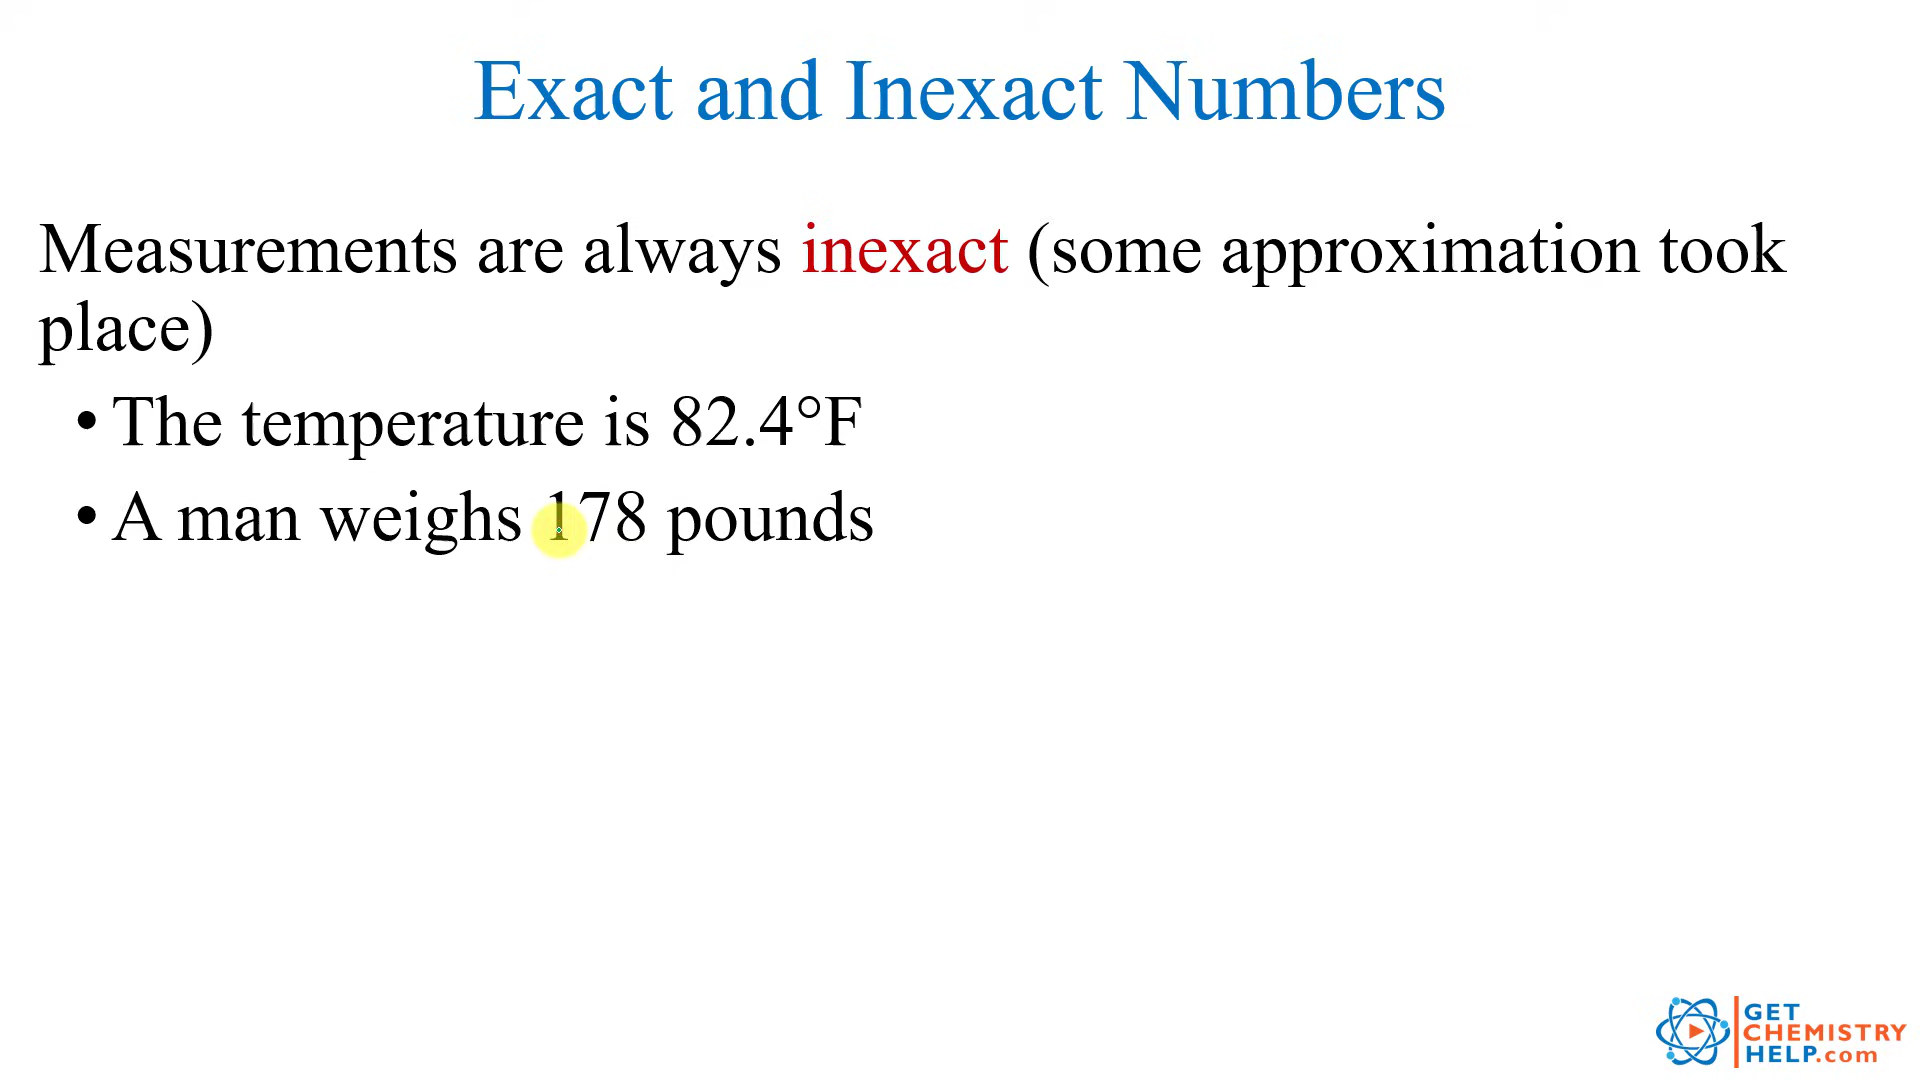 Exact and Inexact Numbers
Measurements are always inexact (some approximation took
place)
• The temperature is 82.4°F
• A man weighs 178 pounds
GET
CHEMISTRY
HELP.com